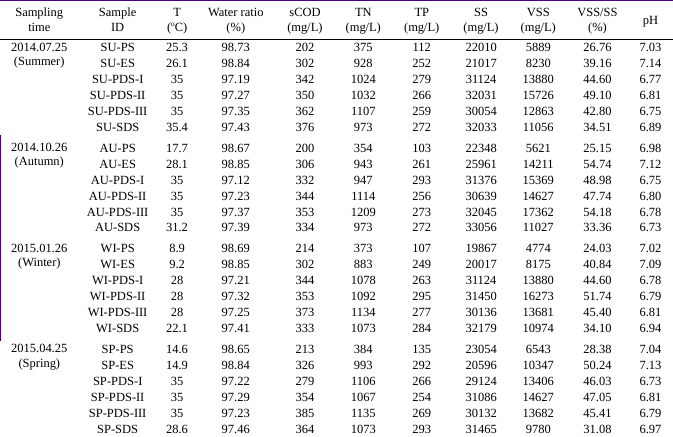 Sampling time Sample ID T (°C) Water ratio (%) sCOD (mg/L) TN (mg/L) TP (mg/L) SS (mg/L) VSS (mg/L) VSS/SS (%) pH
2014.07.25 SU-PS 25.3 98.73 202 375 112 22010 5889 26.76 7.03
(Summer) SU-ES 26.1 98.84 302 928 252 21017 8230 39.16 7.14
SU-PDS-I 35 97.19 342 1024 279 31124 13880 44.60 6.77
SU-PDS-II 35 97.27 350 1032 266 32031 15726 49.10 6.81
SU-PDS-III 35 97.35 362 1107 259 30054 12863 42.80 6.75
SU-SDS 35.4 97.43 376 973 272 32033 11056 34.51 6.89
2014.10.26 AU-PS 17.7 98.67 200 354 103 22348 5621 25.15 6.98
(Autumn) AU-ES 28.1 98.85 306 943 261 25961 14211 54.74 7.12
AU-PDS-I 35 97.12 332 947 293 31376 15369 48.98 6.75
AU-PDS-II 35 97.23 344 1114 256 30639 14627 47.74 6.80
AU-PDS-III 35 97.37 353 1209 273 32045 17362 54.18 6.78
AU-SDS 31.2 97.39 334 973 272 33056 11027 33.36 6.73
2015.01.26 WI-PS 8.9 98.69 214 373 107 19867 4774 24.03 7.02
(Winter) WI-ES 9.2 98.85 302 883 249 20017 8175 40.84 7.09
WI-PDS-I 28 97.21 344 1078 263 31124 13880 44.60 6.78
WI-PDS-II 28 97.32 353 1092 295 31450 16273 51.74 6.79
WI-PDS-III 28 97.25 373 1134 277 30136 13681 45.40 6.81
WI-SDS 22.1 97.41 333 1073 284 32179 10974 34.10 6.94
2015.04.25 SP-PS 14.6 98.65 213 384 135 23054 6543 28.38 7.04
(Spring) SP-ES 14.9 98.84 326 993 292 20596 10347 50.24 7.13
SP-PDS-I 35 97.22 279 1106 266 29124 13406 46.03 6.73
SP-PDS-II 35 97.29 354 1067 254 31086 14627 47.05 6.81
SP-PDS-III 35 97.23 385 1135 269 30132 13682 45.41 6.79
SP-SDS 28.6 97.46 364 1073 293 31465 9780 31.08 6.97